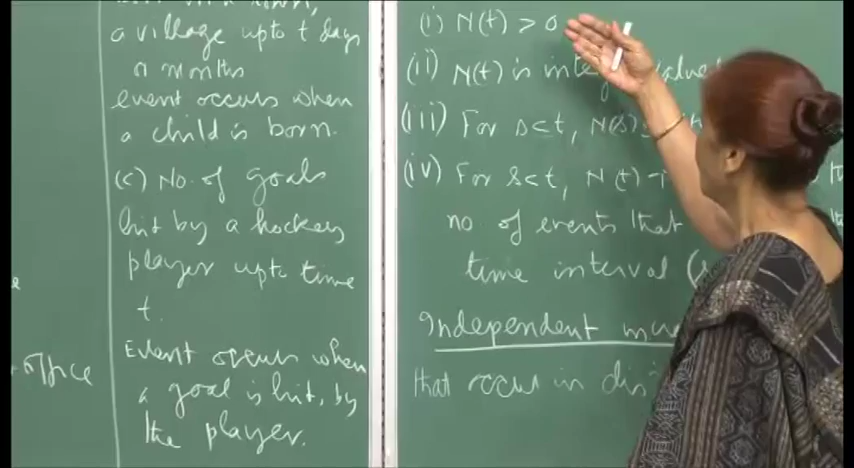 a village upto t days
or months
event occurs when
a child is born.
(c) No. of goals
hit by a hockey
player upto time
t.
Event occurs when
a goal is hit, by
the player.
office
(i) N(t) > 0
(ii) N(t) is
(iii) For s<t, N(s) ≤
(iv) For s<t, N(t) -
no of events that
time interval (
Independent
that occur in